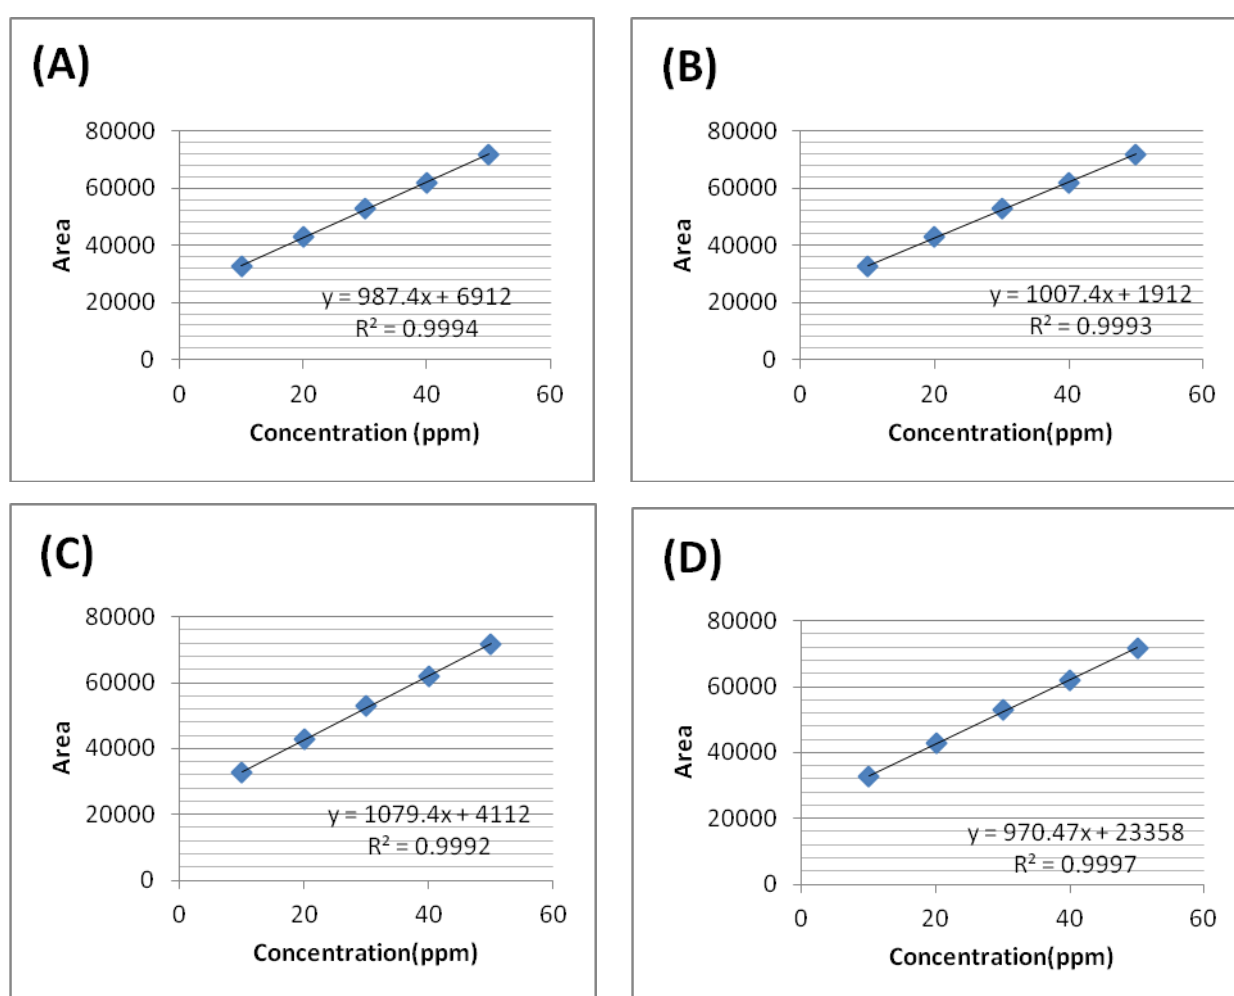 (A)
80000
60000
40000
20000
0
Area
y = 987.4x + 6912
R² = 0.9994
0 20 40 60
Concentration (ppm)
(B)
80000
60000
40000
20000
0
Area
y = 1007.4x + 1912
R² = 0.9993
0 20 40 60
Concentration(ppm)
(C)
80000
60000
40000
20000
0
Area
y = 1079.4x + 4112
R² = 0.9992
0 20 40 60
Concentration(ppm)
(D)
80000
60000
40000
20000
0
Area
y = 970.47x + 23358
R² = 0.9997
0 20 40 60
Concentration(ppm)